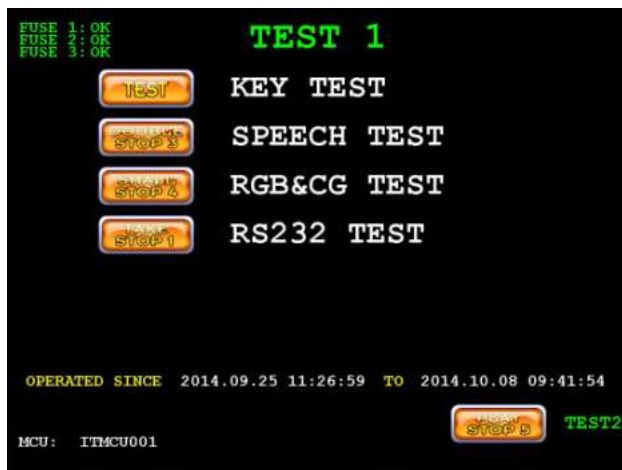 FUSE 1:OK
FUSE 2:OK
FUSE 3:OK
TEST 1
TEST
KEY TEST
STOP 3
SPEECH TEST
STOP 4
RGB&CG TEST
TAKE
STOP 1
RS232 TEST
OPERATED SINCE 2014.09.25 11:26:59 TO 2014.10.08 09:41:54
STOP 5
TEST2
MCU: ITMCU001